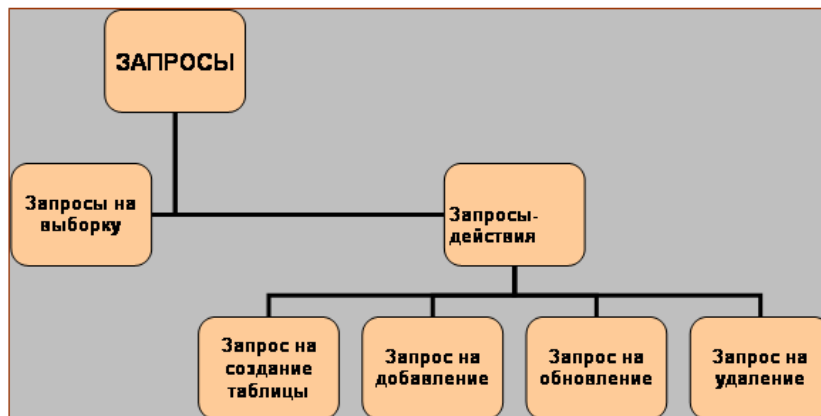 ЗАПРОСЫ
Запросы на
выборку
Запросы-
действия
Запрос на
создание
таблицы
Запрос на
добавление
Запрос на
обновление
Запрос на
удаление